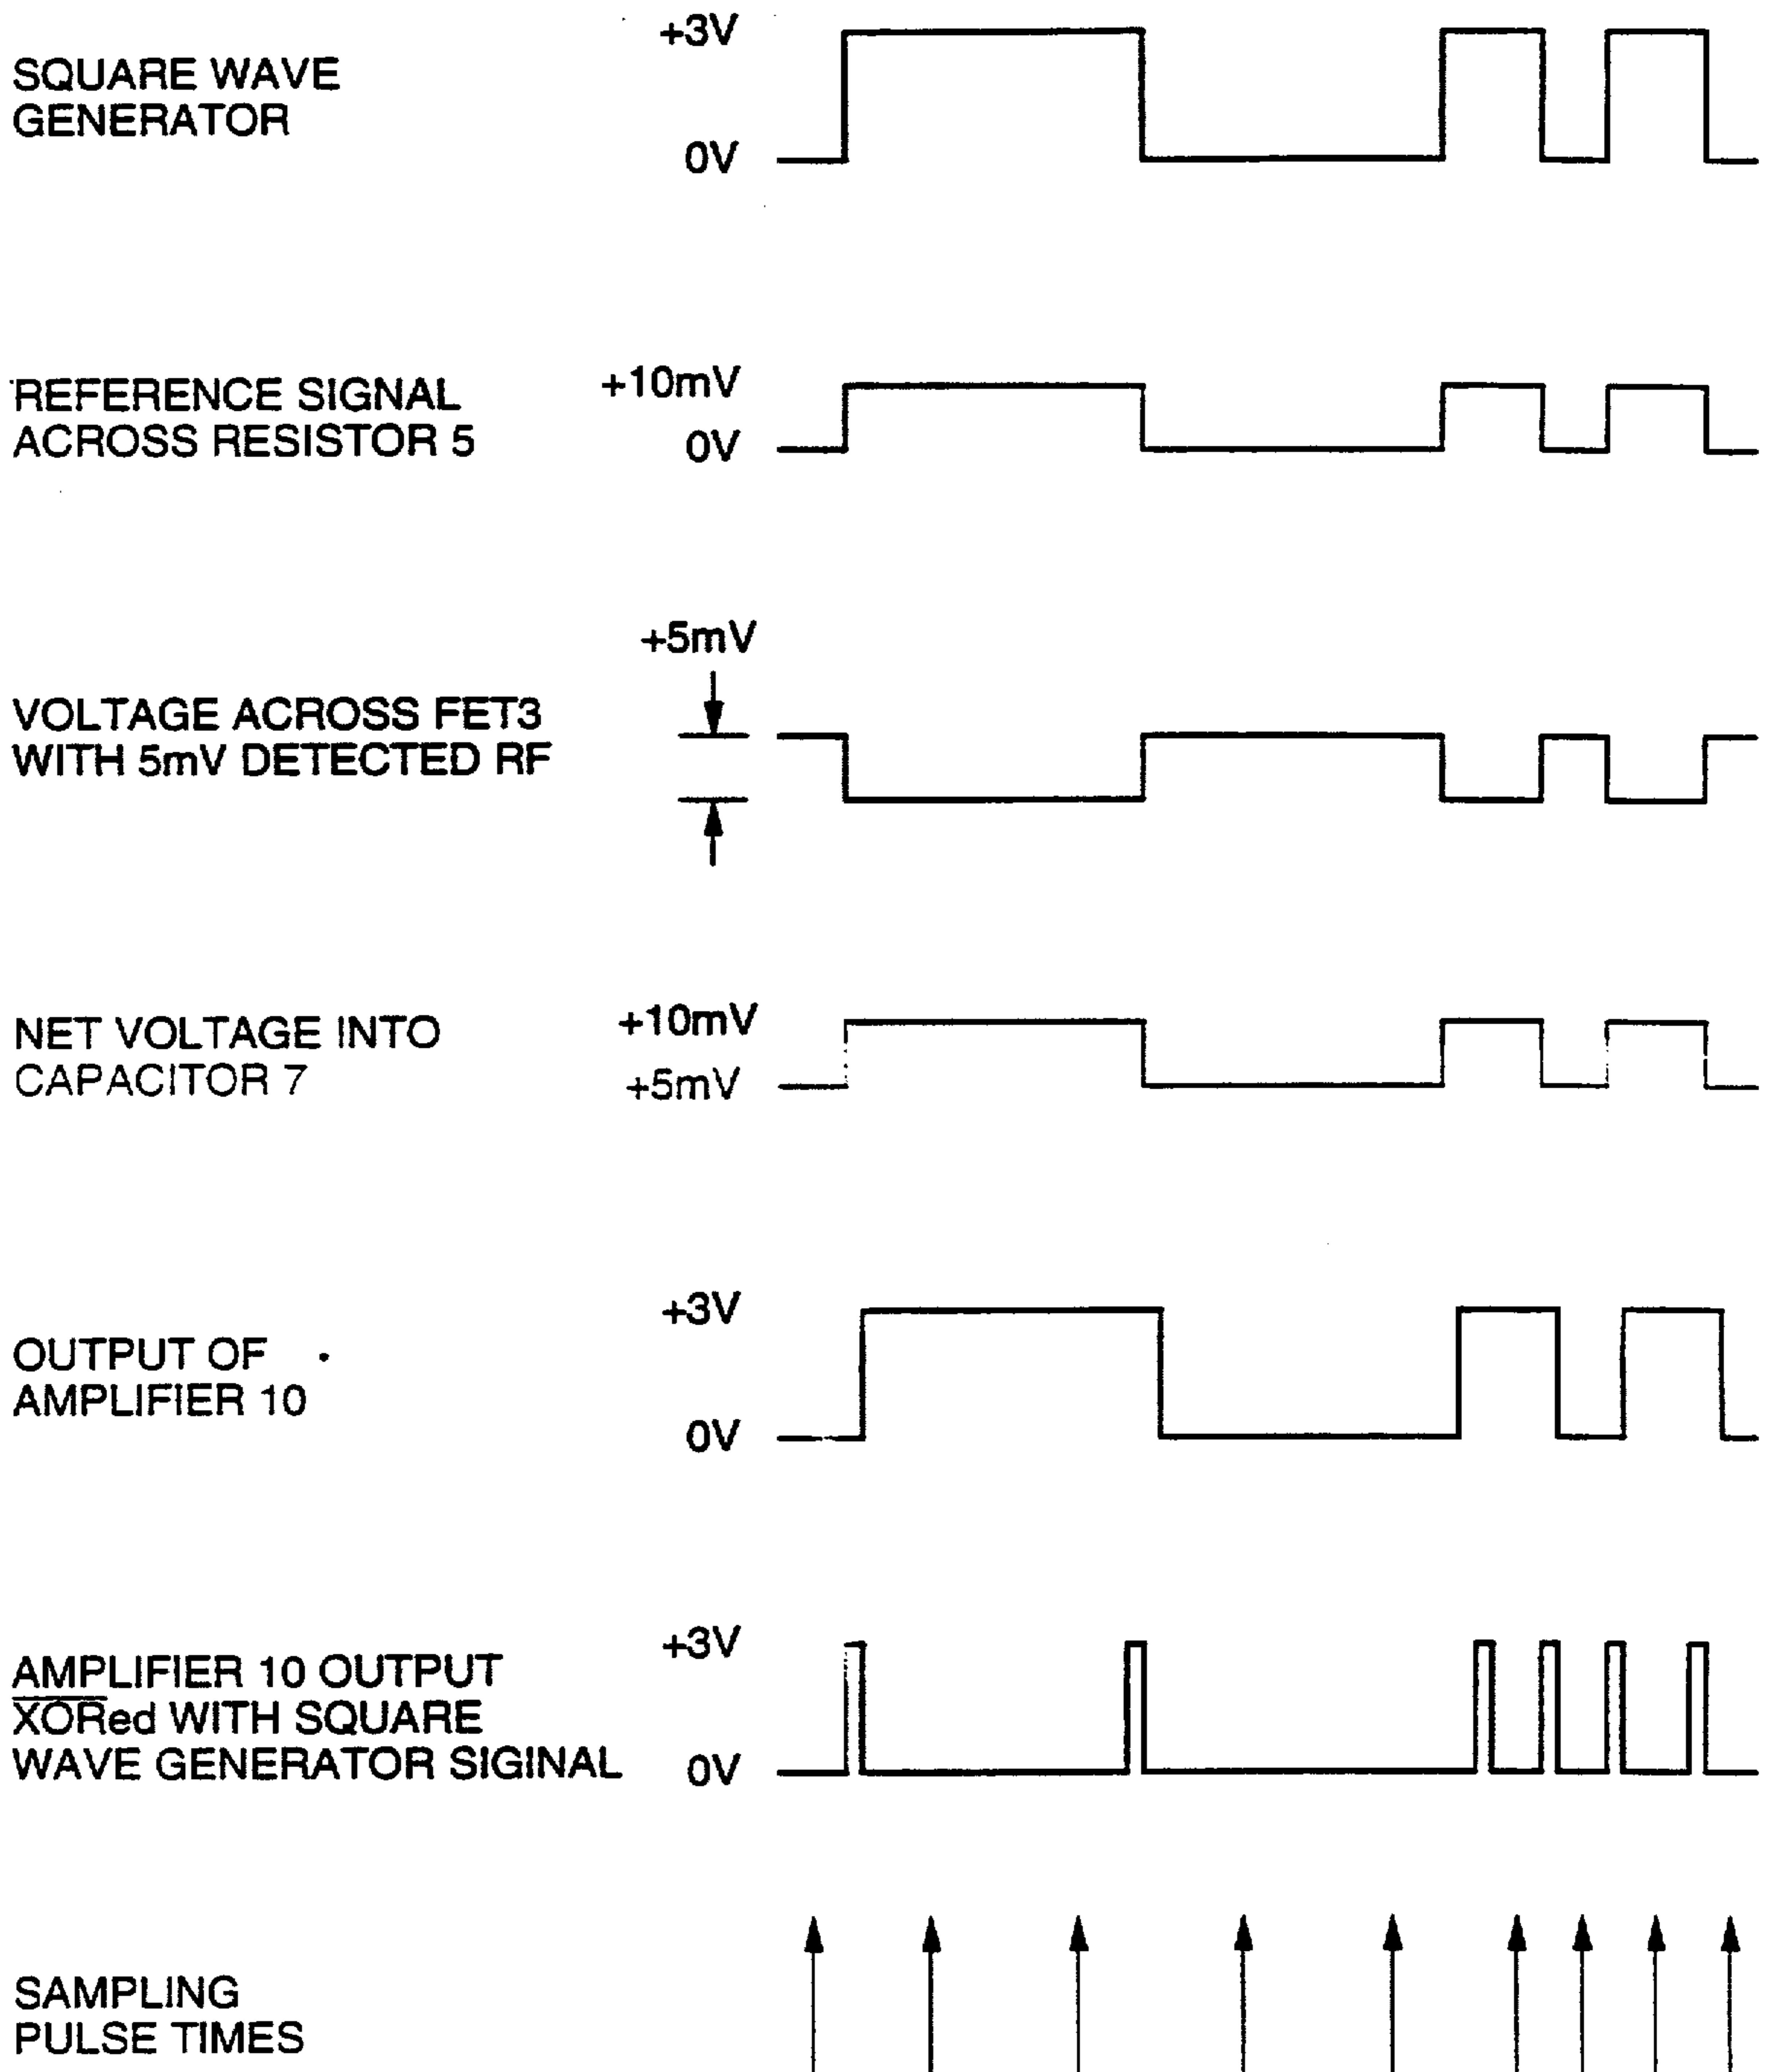 +3V
SQUARE WAVE
GENERATOR
0V
+10mV
REFERENCE SIGNAL
ACROSS RESISTOR 5
0V
+5mV
VOLTAGE ACROSS FET3
WITH 5mV DETECTED RF
+10mV
NET VOLTAGE INTO
CAPACITOR 7
+5mV
+3V
OUTPUT OF
AMPLIFIER 10
0V
+3V
AMPLIFIER 10 OUTPUT
XORed WITH SQUARE
WAVE GENERATOR SIGINAL
0V
SAMPLING
PULSE TIMES